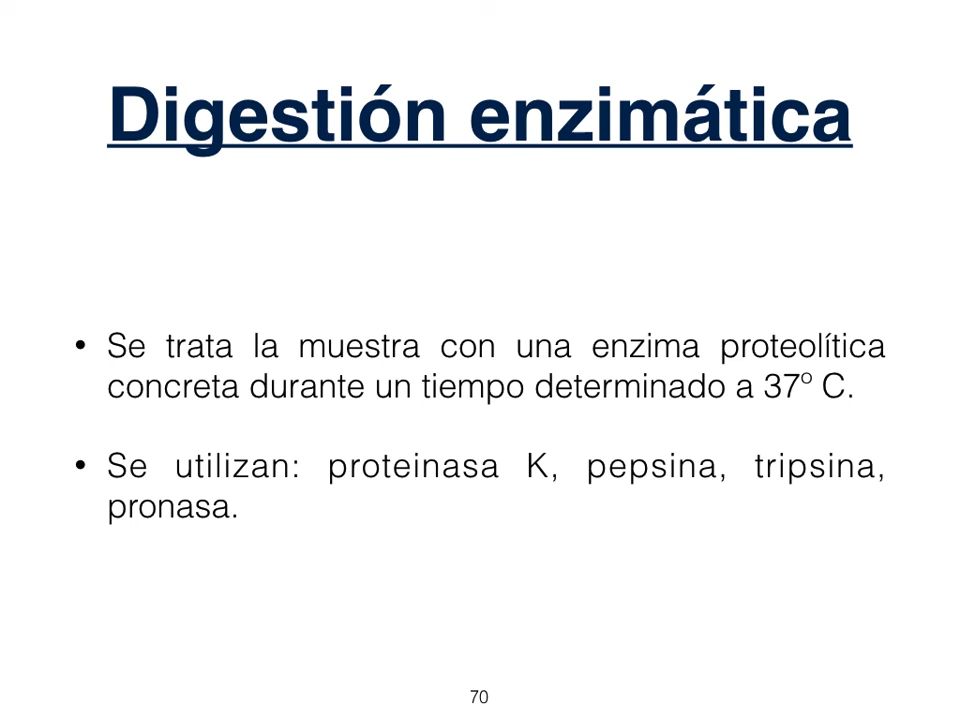 Digestión enzimática
• Se trata la muestra con una enzima proteolítica
concreta durante un tiempo determinado a 37º C.
• Se utilizan: proteinasa K, pepsina, tripsina,
pronasa.
70